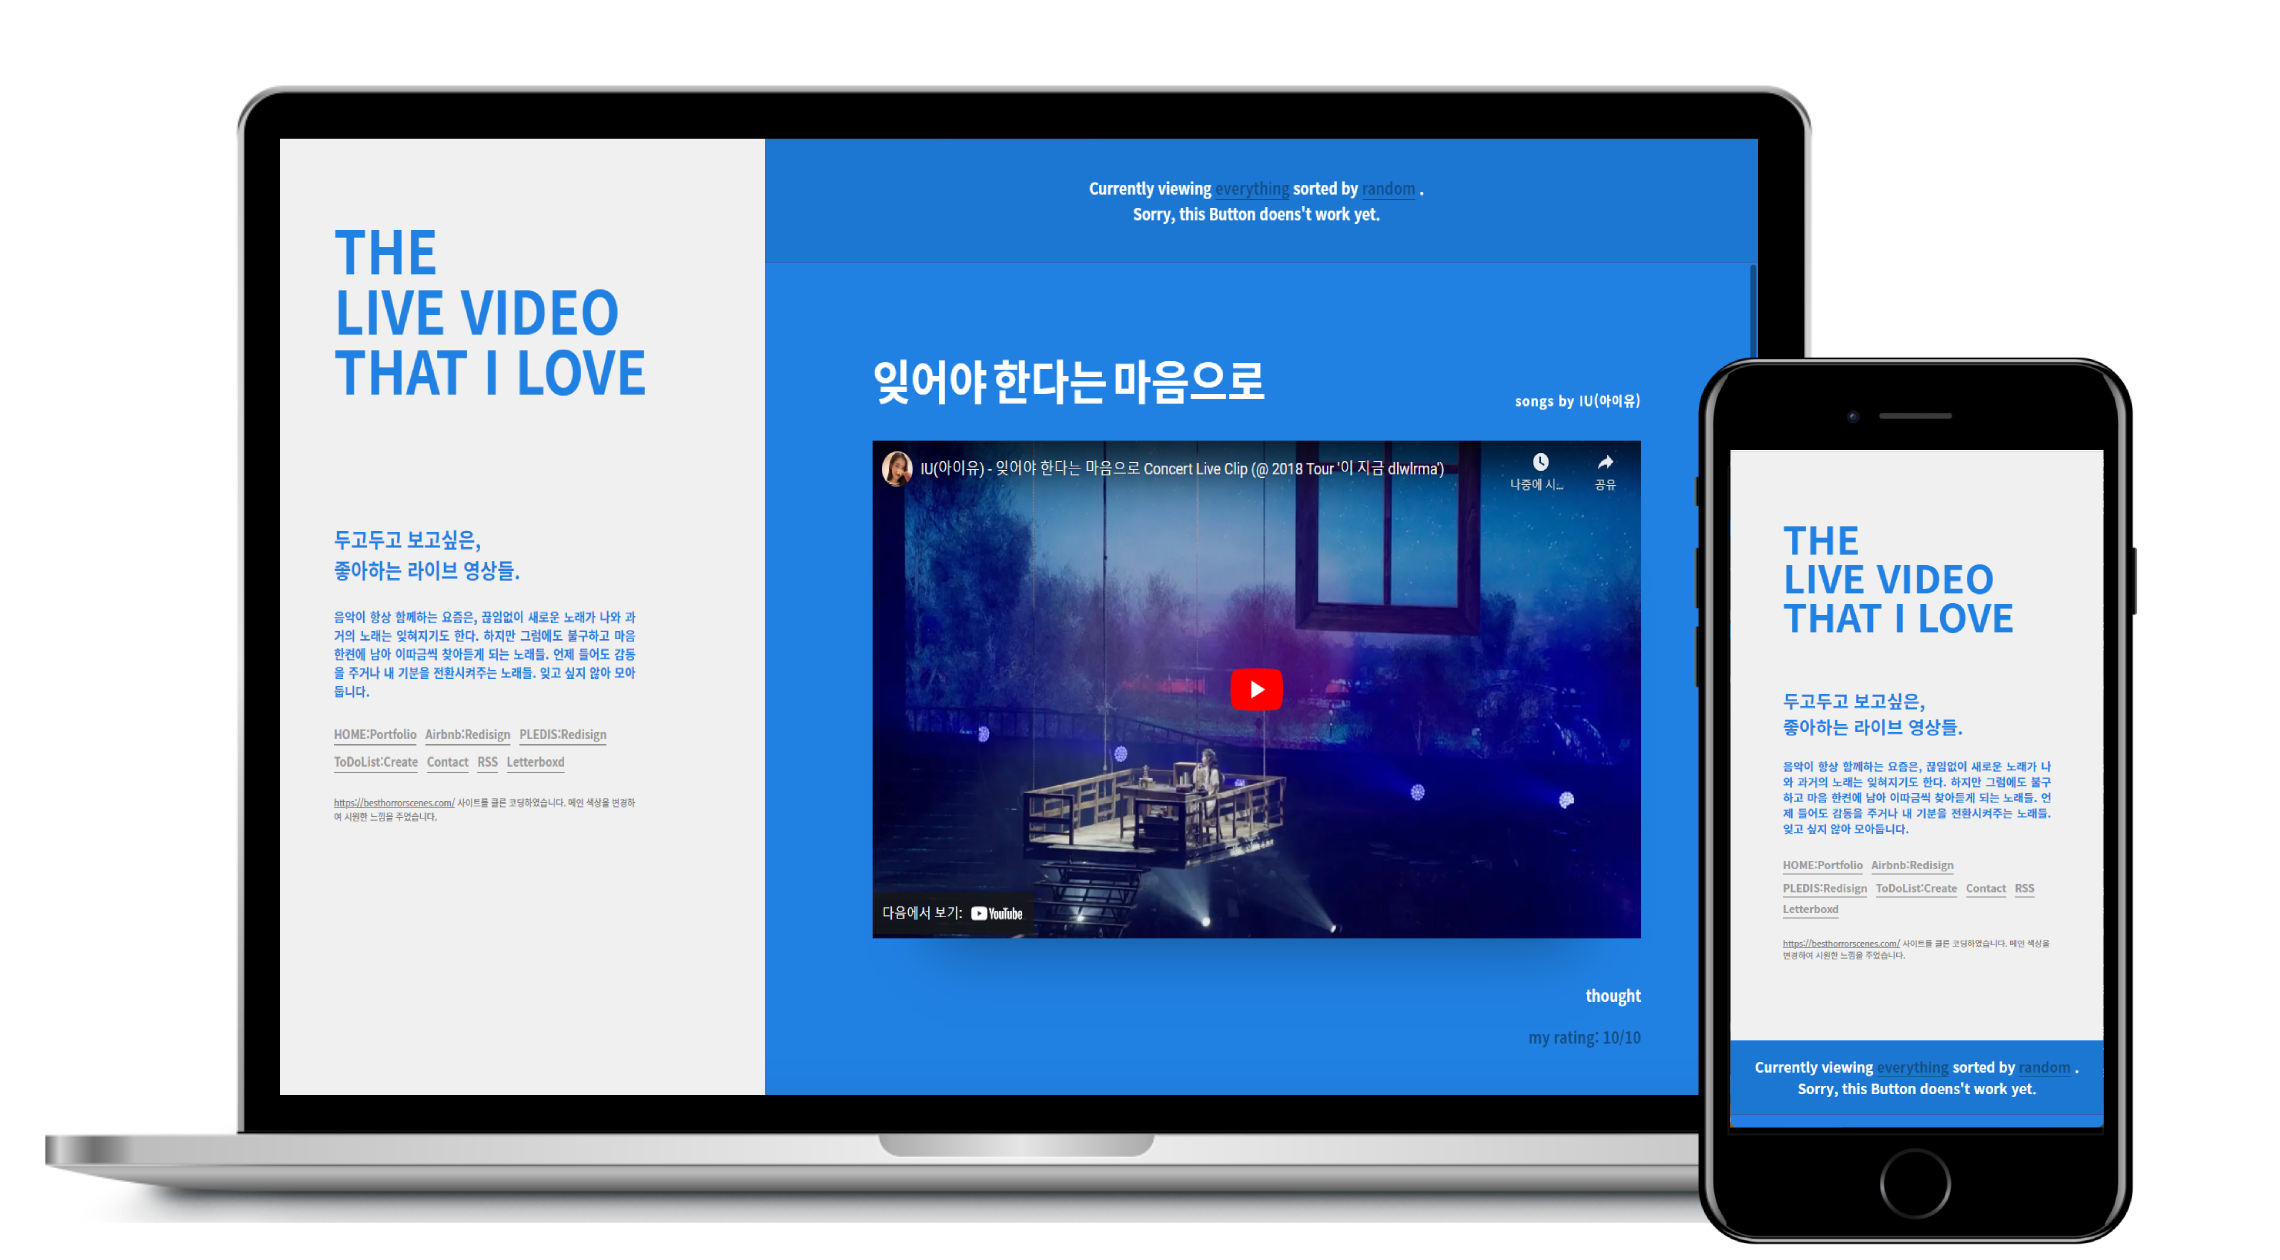 THE
LIVE VIDEO
THAT I LOVE
두고두고 보고싶은,
좋아하는 라이브 영상들.
음악이 항상 함께하는 요즘은, 끊임없이 새로운 노래가 나와 과
거의 노래는 잊혀지기도 한다. 하지만 그럼에도 불구하고 마음
한켠에 남아 이따금씩 찾아듣게 되는 노래들. 언제 들어도 감동
을 주거나 내 기분을 전환시켜주는 노래들. 잊고 싶지 않아 모아
둡니다.
HOME:Portfolio Airbnb:Redisign PLEDIS:Redisign
ToDoList:Create Contact RSS Letterboxd
https://besthorrorscenes.com/ 사이트를 클론 코딩하였습니다. 메인 색상을 변경하
여 시원한 느낌을 주었습니다.
Currently viewing everything sorted by random .
Sorry, this Button doens't work yet.
잊어야 한다는 마음으로
songs by IU(아이유)
IU(아이유) - 잊어야 한다는 마음으로 Concert Live Clip (@ 2018 Tour '이 지금 dlwlrma')
나중에 시...
공유
다음에서 보기: YouTube
thought
my rating: 10/10
THE
LIVE VIDEO
THAT I LOVE
두고두고 보고싶은,
좋아하는 라이브 영상들.
음악이 항상 함께하는 요즘은, 끊임없이 새로운 노래가 나
와 과거의 노래는 잊혀지기도 한다. 하지만 그럼에도 불구
하고 마음 한켠에 남아 이따금씩 찾아듣게 되는 노래들. 언
제 들어도 감동을 주거나 내 기분을 전환시켜주는 노래들.
잊고 싶지 않아 모아둡니다.
HOME:Portfolio Airbnb:Redisign
PLEDIS:Redisign ToDoList:Create Contact RSS
Letterboxd
https://besthorrorscenes.com/ 사이트를 클론 코딩하였습니다. 메인 색상을
변경하여 시원한 느낌을 주었습니다.
Currently viewing everything sorted by random .
Sorry, this Button doens't work yet.